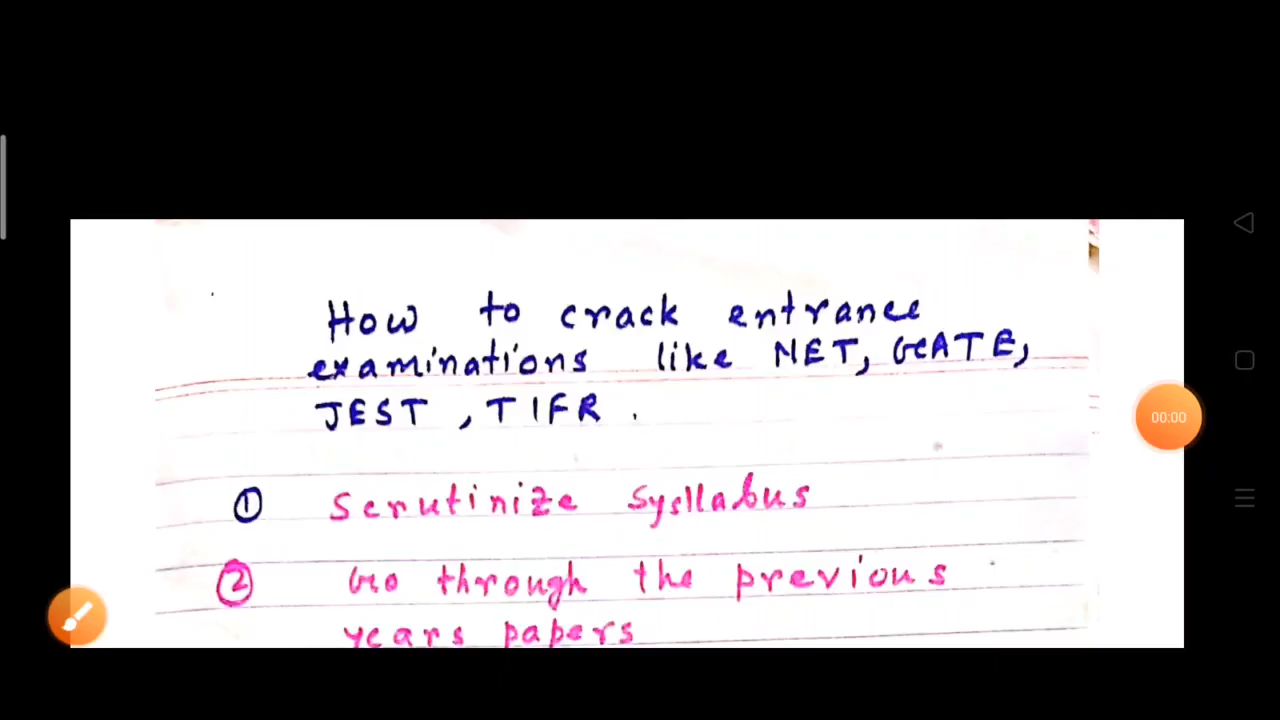 How to crack entrance
examinations like NET, GATE,
JEST, TIFR.
① Scrutinize Syllabus
② Go through the previous
years papers
00:00